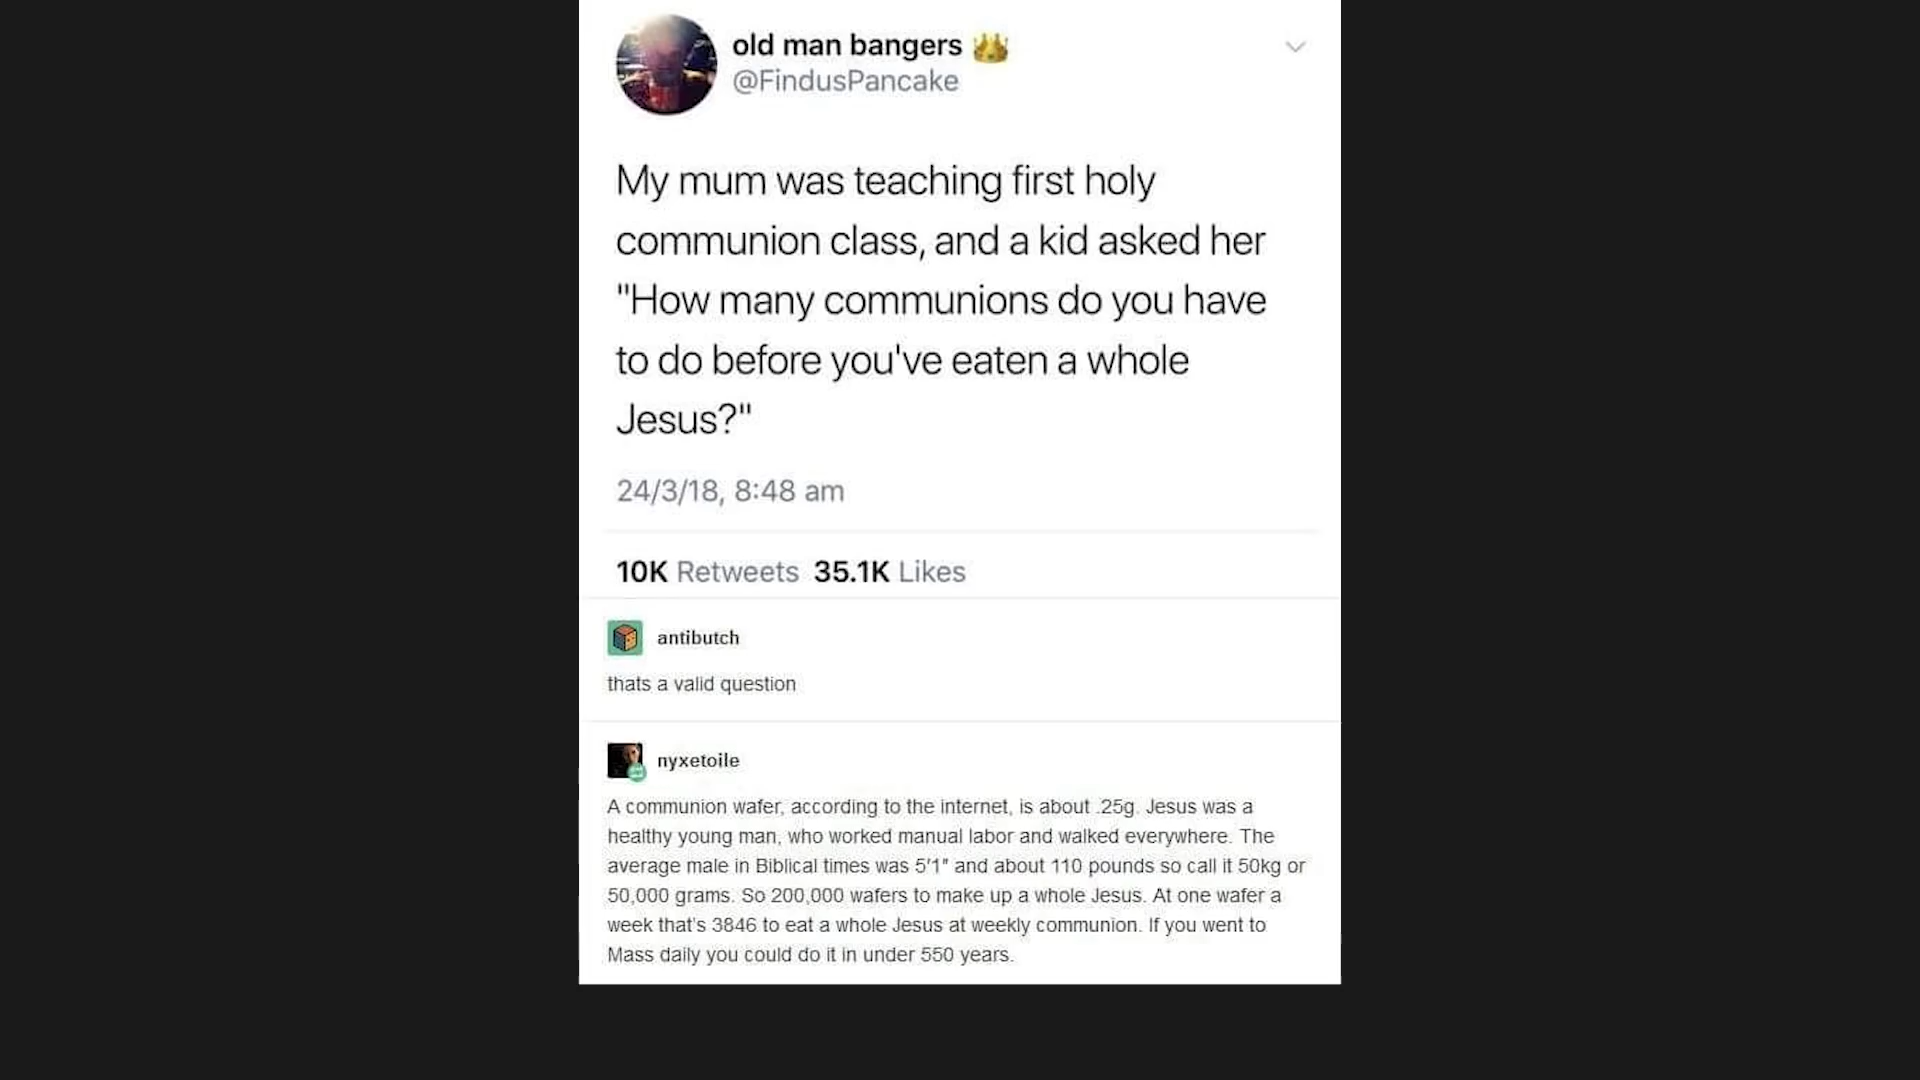 old man bangers 👑
@FindusPancake
My mum was teaching first holy
communion class, and a kid asked her
"How many communions do you have
to do before you've eaten a whole
Jesus?"
24/3/18, 8:48 am
10K Retweets 35.1K Likes
antibutch
thats a valid question
nyxetoile
A communion wafer, according to the internet, is about .25g. Jesus was a
healthy young man, who worked manual labor and walked everywhere. The
average male in Biblical times was 5'1" and about 110 pounds so call it 50kg or
50,000 grams. So 200,000 wafers to make up a whole Jesus. At one wafer a
week that's 3846 to eat a whole Jesus at weekly communion. If you went to
Mass daily you could do it in under 550 years.